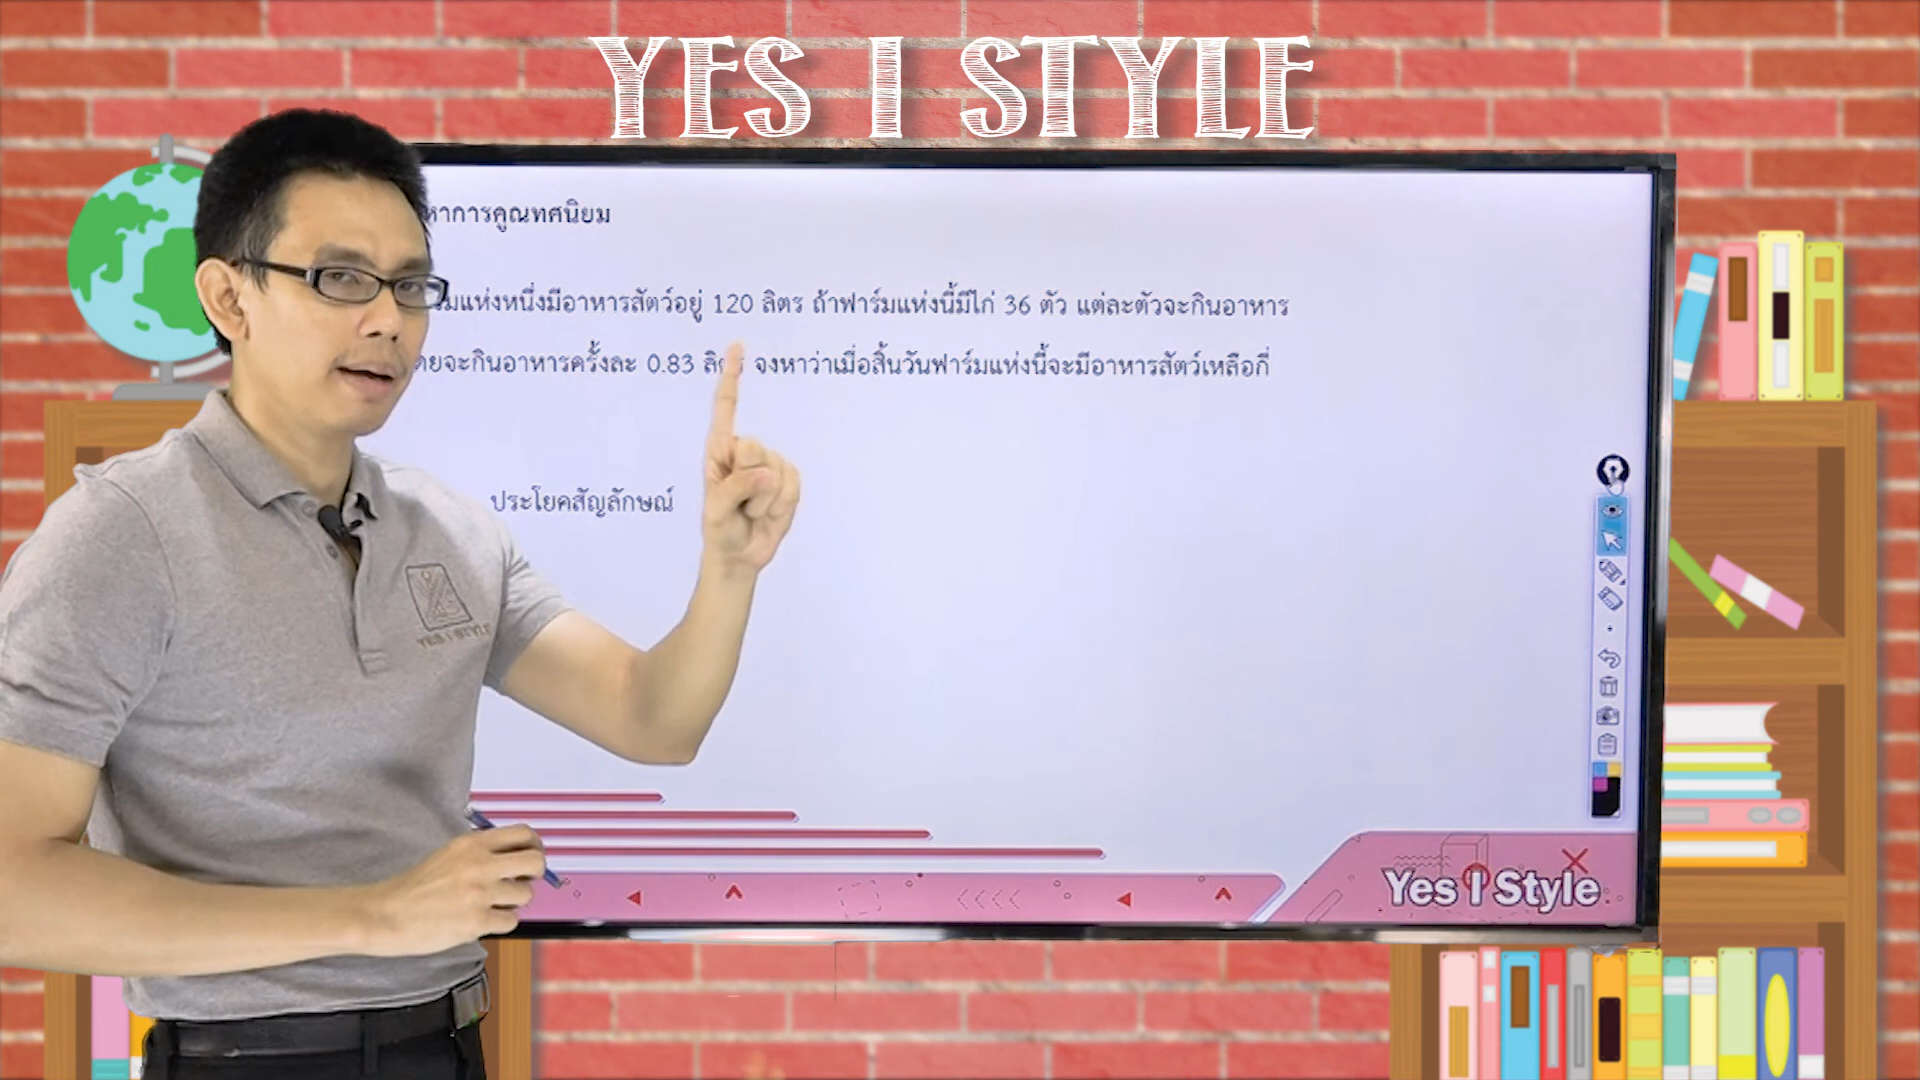 YES I STYLE
หาการคูณทศนิยม
แห่งหนึ่งมีอาหารสัตว์อยู่ 120 ลิตร ถ้าฟาร์มแห่งนี้มีไก่ 36 ตัว แต่ละตัวจะกินอาหาร
จะกินอาหารครั้งละ 0.83 จงหาว่าเมื่อสิ้นวันฟาร์มแห่งนี้จะมีอาหารสัตว์เหลือกี่
ประโยคสัญลักษณ์
YES I STYLE
Yes I Style